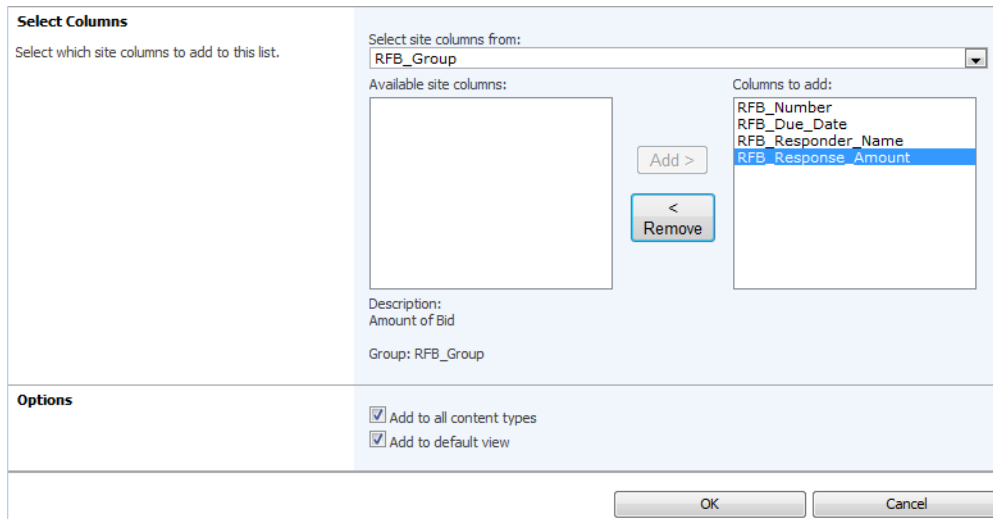 Select Columns
Select which site columns to add to this list.
Select site columns from:
RFB_Group
Available site columns:
Columns to add:
RFB_Number
RFB_Due_Date
RFB_Responder_Name
RFB_Response_Amount
Add >
<
Remove
Description:
Amount of Bid
Group: RFB_Group
Options
Add to all content types
Add to default view
OK
Cancel